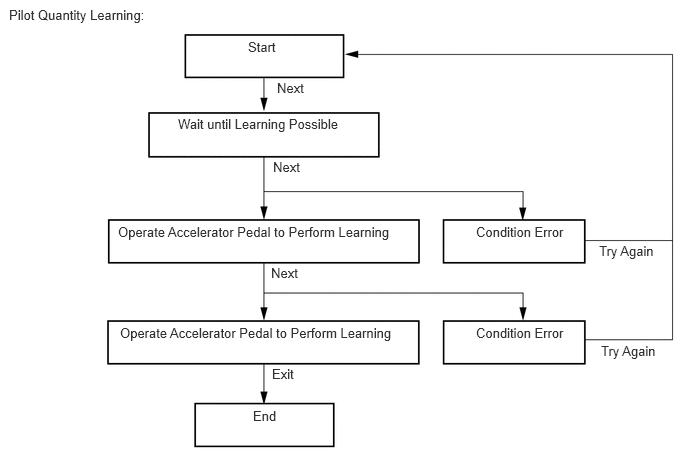 Pilot Quantity Learning:
Start
Next
Wait until Learning Possible
Next
Operate Accelerator Pedal to Perform Learning
Condition Error
Try Again
Next
Operate Accelerator Pedal to Perform Learning
Condition Error
Try Again
Exit
End